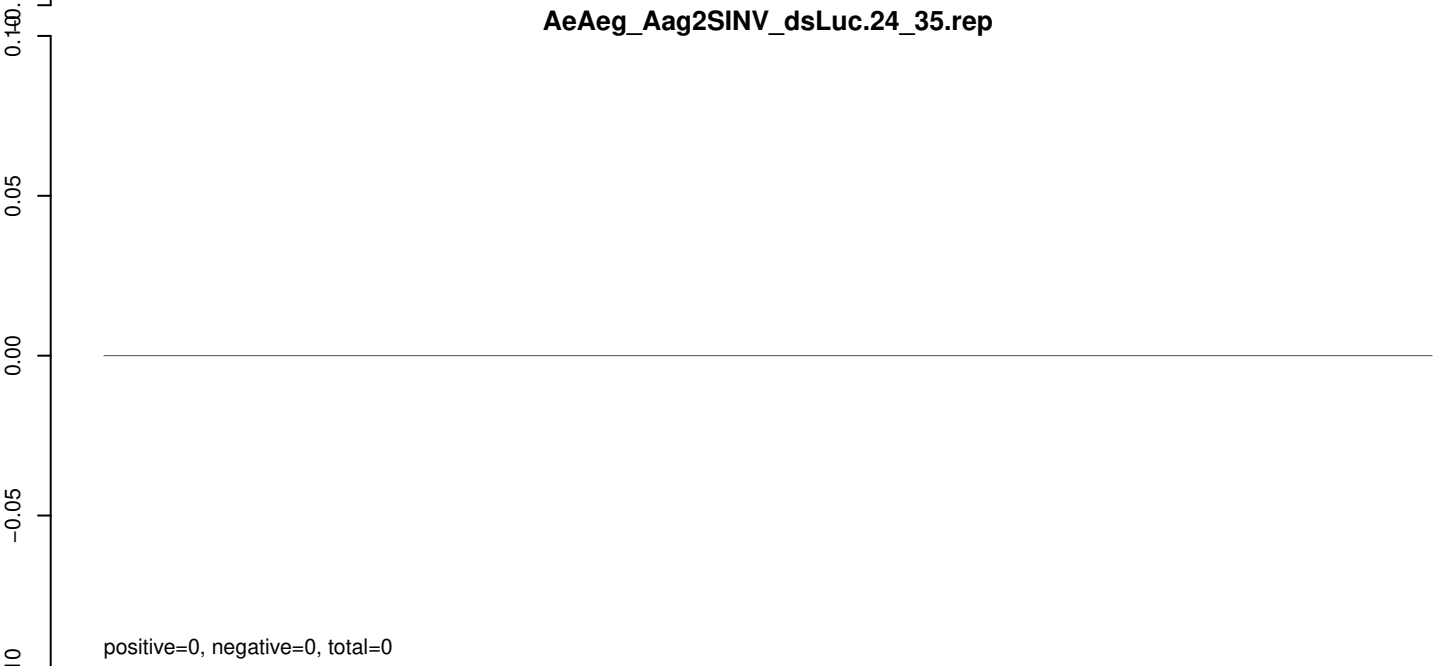 AeAeg_Aag2SINV_dsLuc.24_35.rep
0.05
0.00
−0.05
positive=0, negative=0, total=0